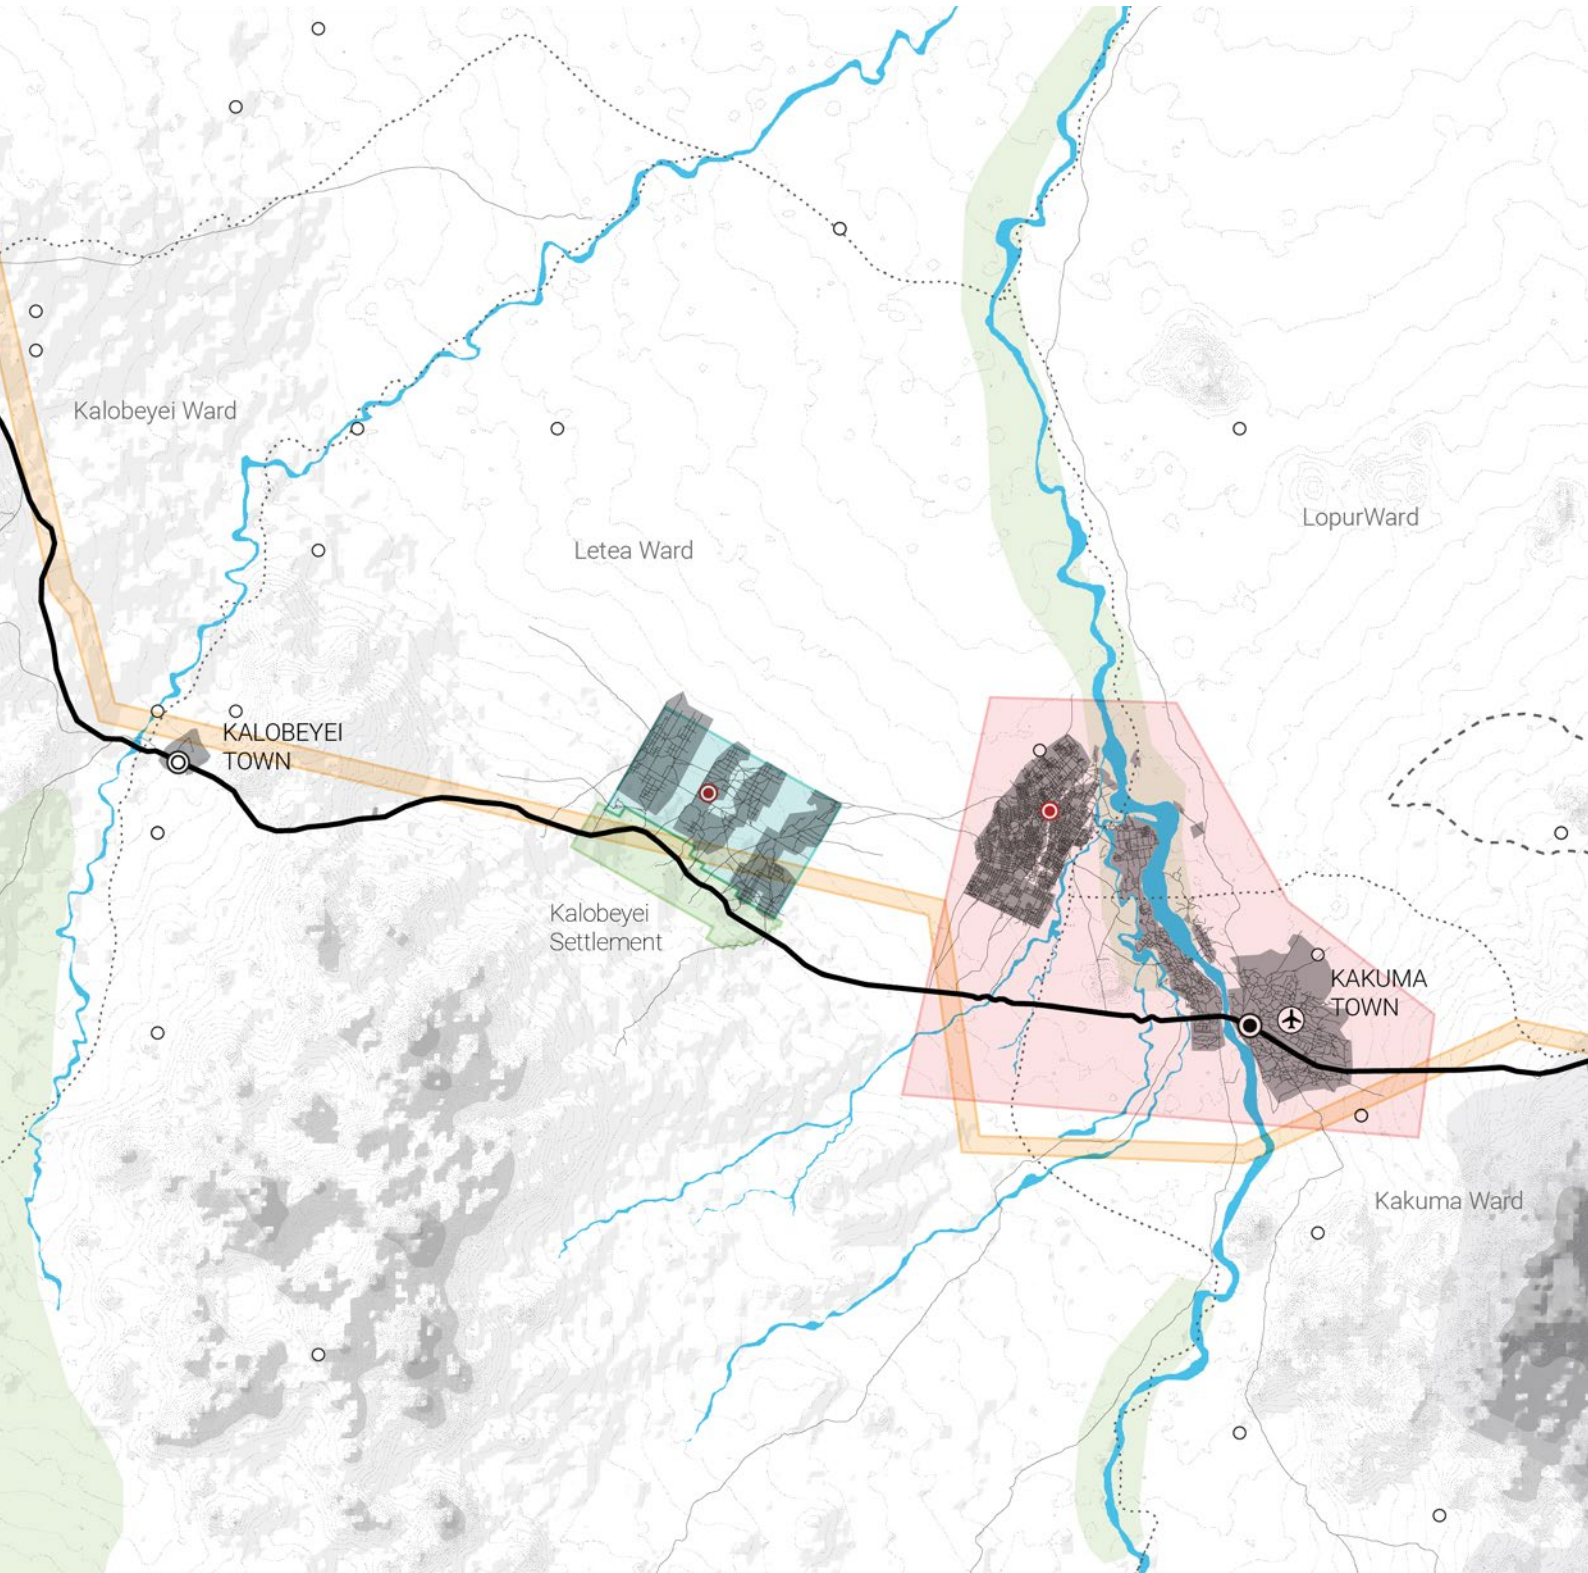 Kalobeyei Ward
LopurWard
Letea Ward
KALOBEYEI
TOWN
Kalobeyei
Settlement
KAKUMA
TOWN
Kakuma Ward